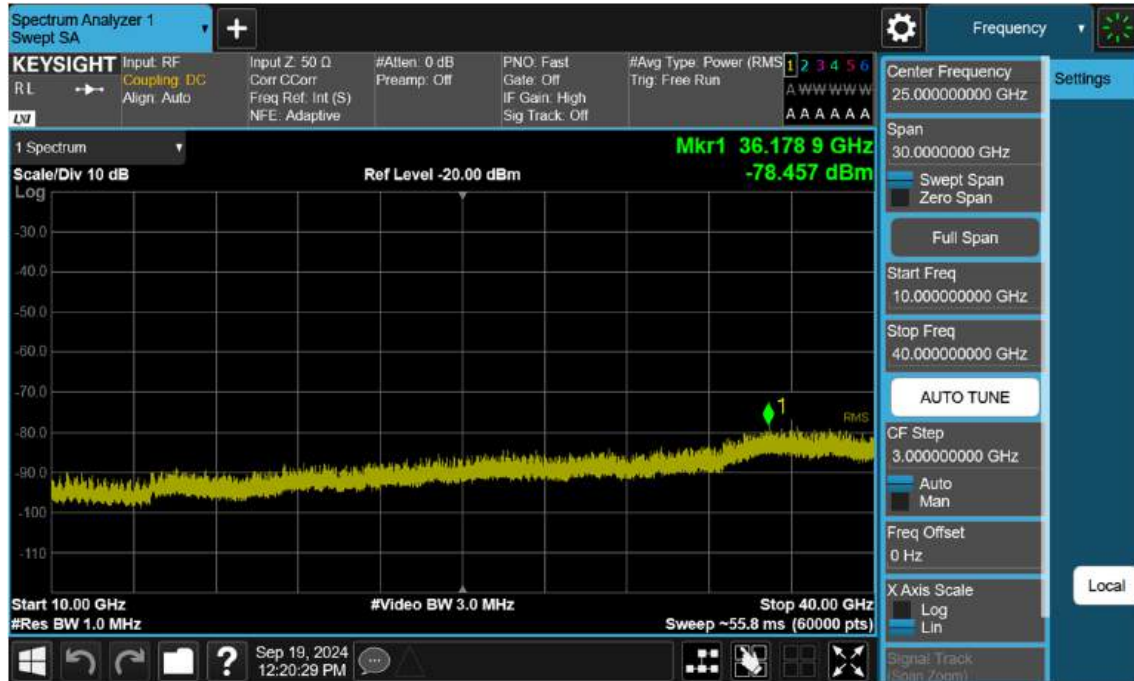 Spectrum Analyzer 1
Swept SA
+
Frequency
KEYSIGHT
RL
LXI
Input: RF
Coupling: DC
Align: Auto
Input Z: 50 Ω
Corr CCorr
Freq Ref: Int (S)
NFE: Adaptive
#Atten: 0 dB
Preamp: Off
PNO: Fast
Gate: Off
IF Gain: High
Sig Track: Off
#Avg Type: Power (RMS
Trig: Free Run
1 2 3 4 5 6
A W W W W W
A A A A A A
1 Spectrum
Scale/Div 10 dB
Ref Level -20.00 dBm
Mkr1 36.178 9 GHz
-78.457 dBm
Log
-30.0
-40.0
-50.0
-60.0
-70.0
-80.0
-90.0
-100
-110
1
RMS
Start 10.00 GHz
#Res BW 1.0 MHz
#Video BW 3.0 MHz
Stop 40.00 GHz
Sweep ~55.8 ms (60000 pts)
Center Frequency
25.000000000 GHz
Span
30.0000000 GHz
Swept Span
Zero Span
Full Span
Start Freq
10.000000000 GHz
Stop Freq
40.000000000 GHz
AUTO TUNE
CF Step
3.000000000 GHz
Auto
Man
Freq Offset
0 Hz
X Axis Scale
Log
Lin
Signal Track
(Span Zoom)
Settings
Local
?
Sep 19, 2024
12:20:29 PM